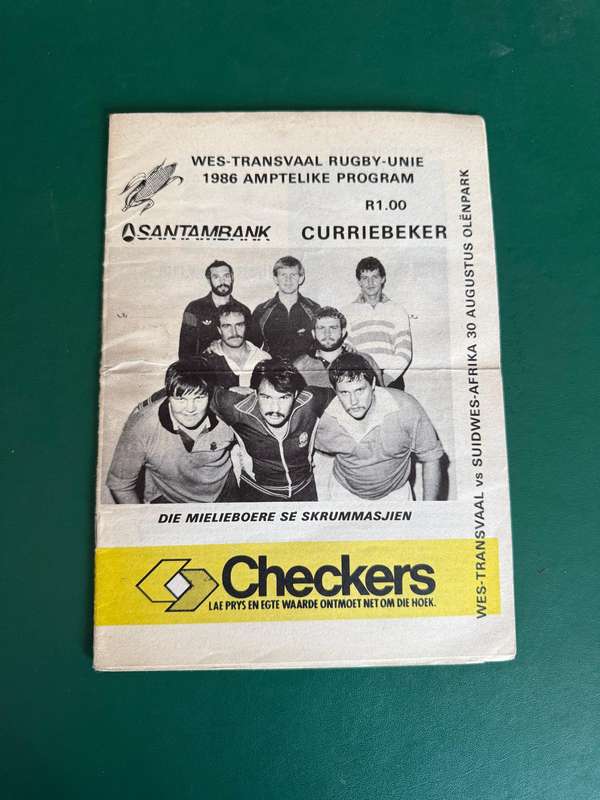 WES-TRANSVAAL RUGBY-UNIE
1986 AMPTELIKE PROGRAM
R1.00
SANTAMBANK CURRIEBEKER
DIE MIELIEBOERE SE SKRUMMASJIEN
Checkers
LAE PRYS EN EGTE WAARDE ONTMOET NET OM DIE HOEK.
WES-TRANSVAAL vs SUIDWES-AFRIKA 30 AUGUSTUS OLËNPARK